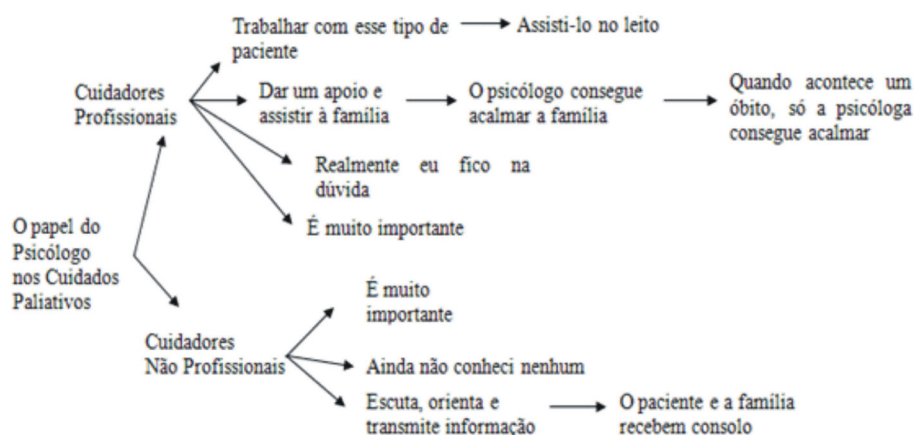 Trabalhar com esse tipo de
paciente
Assisti-lo no leito
Cuidadores
Profissionais
Dar um apoio e
assistir à família
O psicólogo consegue
acalmar a família
Quando acontece um
óbito, só a psicóloga
consegue acalmar
Realmente eu fico na
dúvida
É muito importante
O papel do
Psicólogo
nos Cuidados
Paliativos
Cuidadores
Não Profissionais
É muito
importante
Ainda não conheci nenhum
Escuta, orienta e
transmite informação
O paciente e a família
recebem consolo